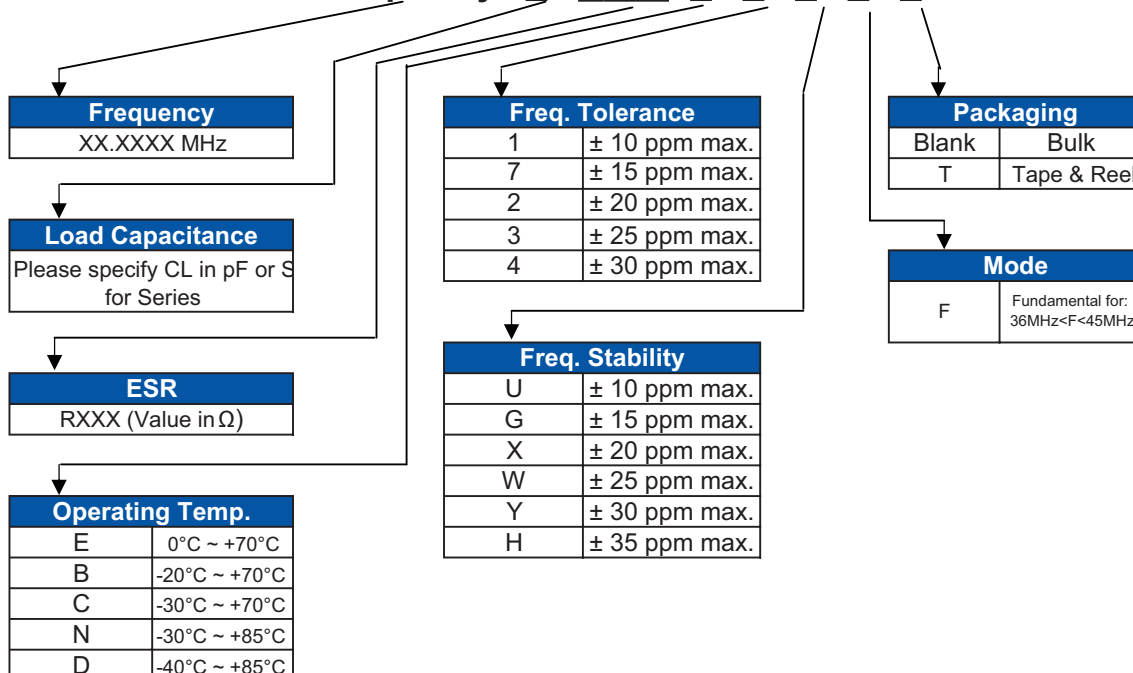 Frequency
XX.XXXX MHz
Load Capacitance
Please specify CL in pF or S
for Series
ESR
RXXX (Value in Ω)
Operating Temp.
E 0°C ~ +70°C
B -20°C ~ +70°C
C -30°C ~ +70°C
N -30°C ~ +85°C
D -40°C ~ +85°C
Freq. Tolerance
1 ± 10 ppm max.
7 ± 15 ppm max.
2 ± 20 ppm max.
3 ± 25 ppm max.
4 ± 30 ppm max.
Freq. Stability
U ± 10 ppm max.
G ± 15 ppm max.
X ± 20 ppm max.
W ± 25 ppm max.
Y ± 30 ppm max.
H ± 35 ppm max.
Packaging
Blank Bulk
T Tape & Reel
Mode
F Fundamental for:
36MHz<F<45MHz